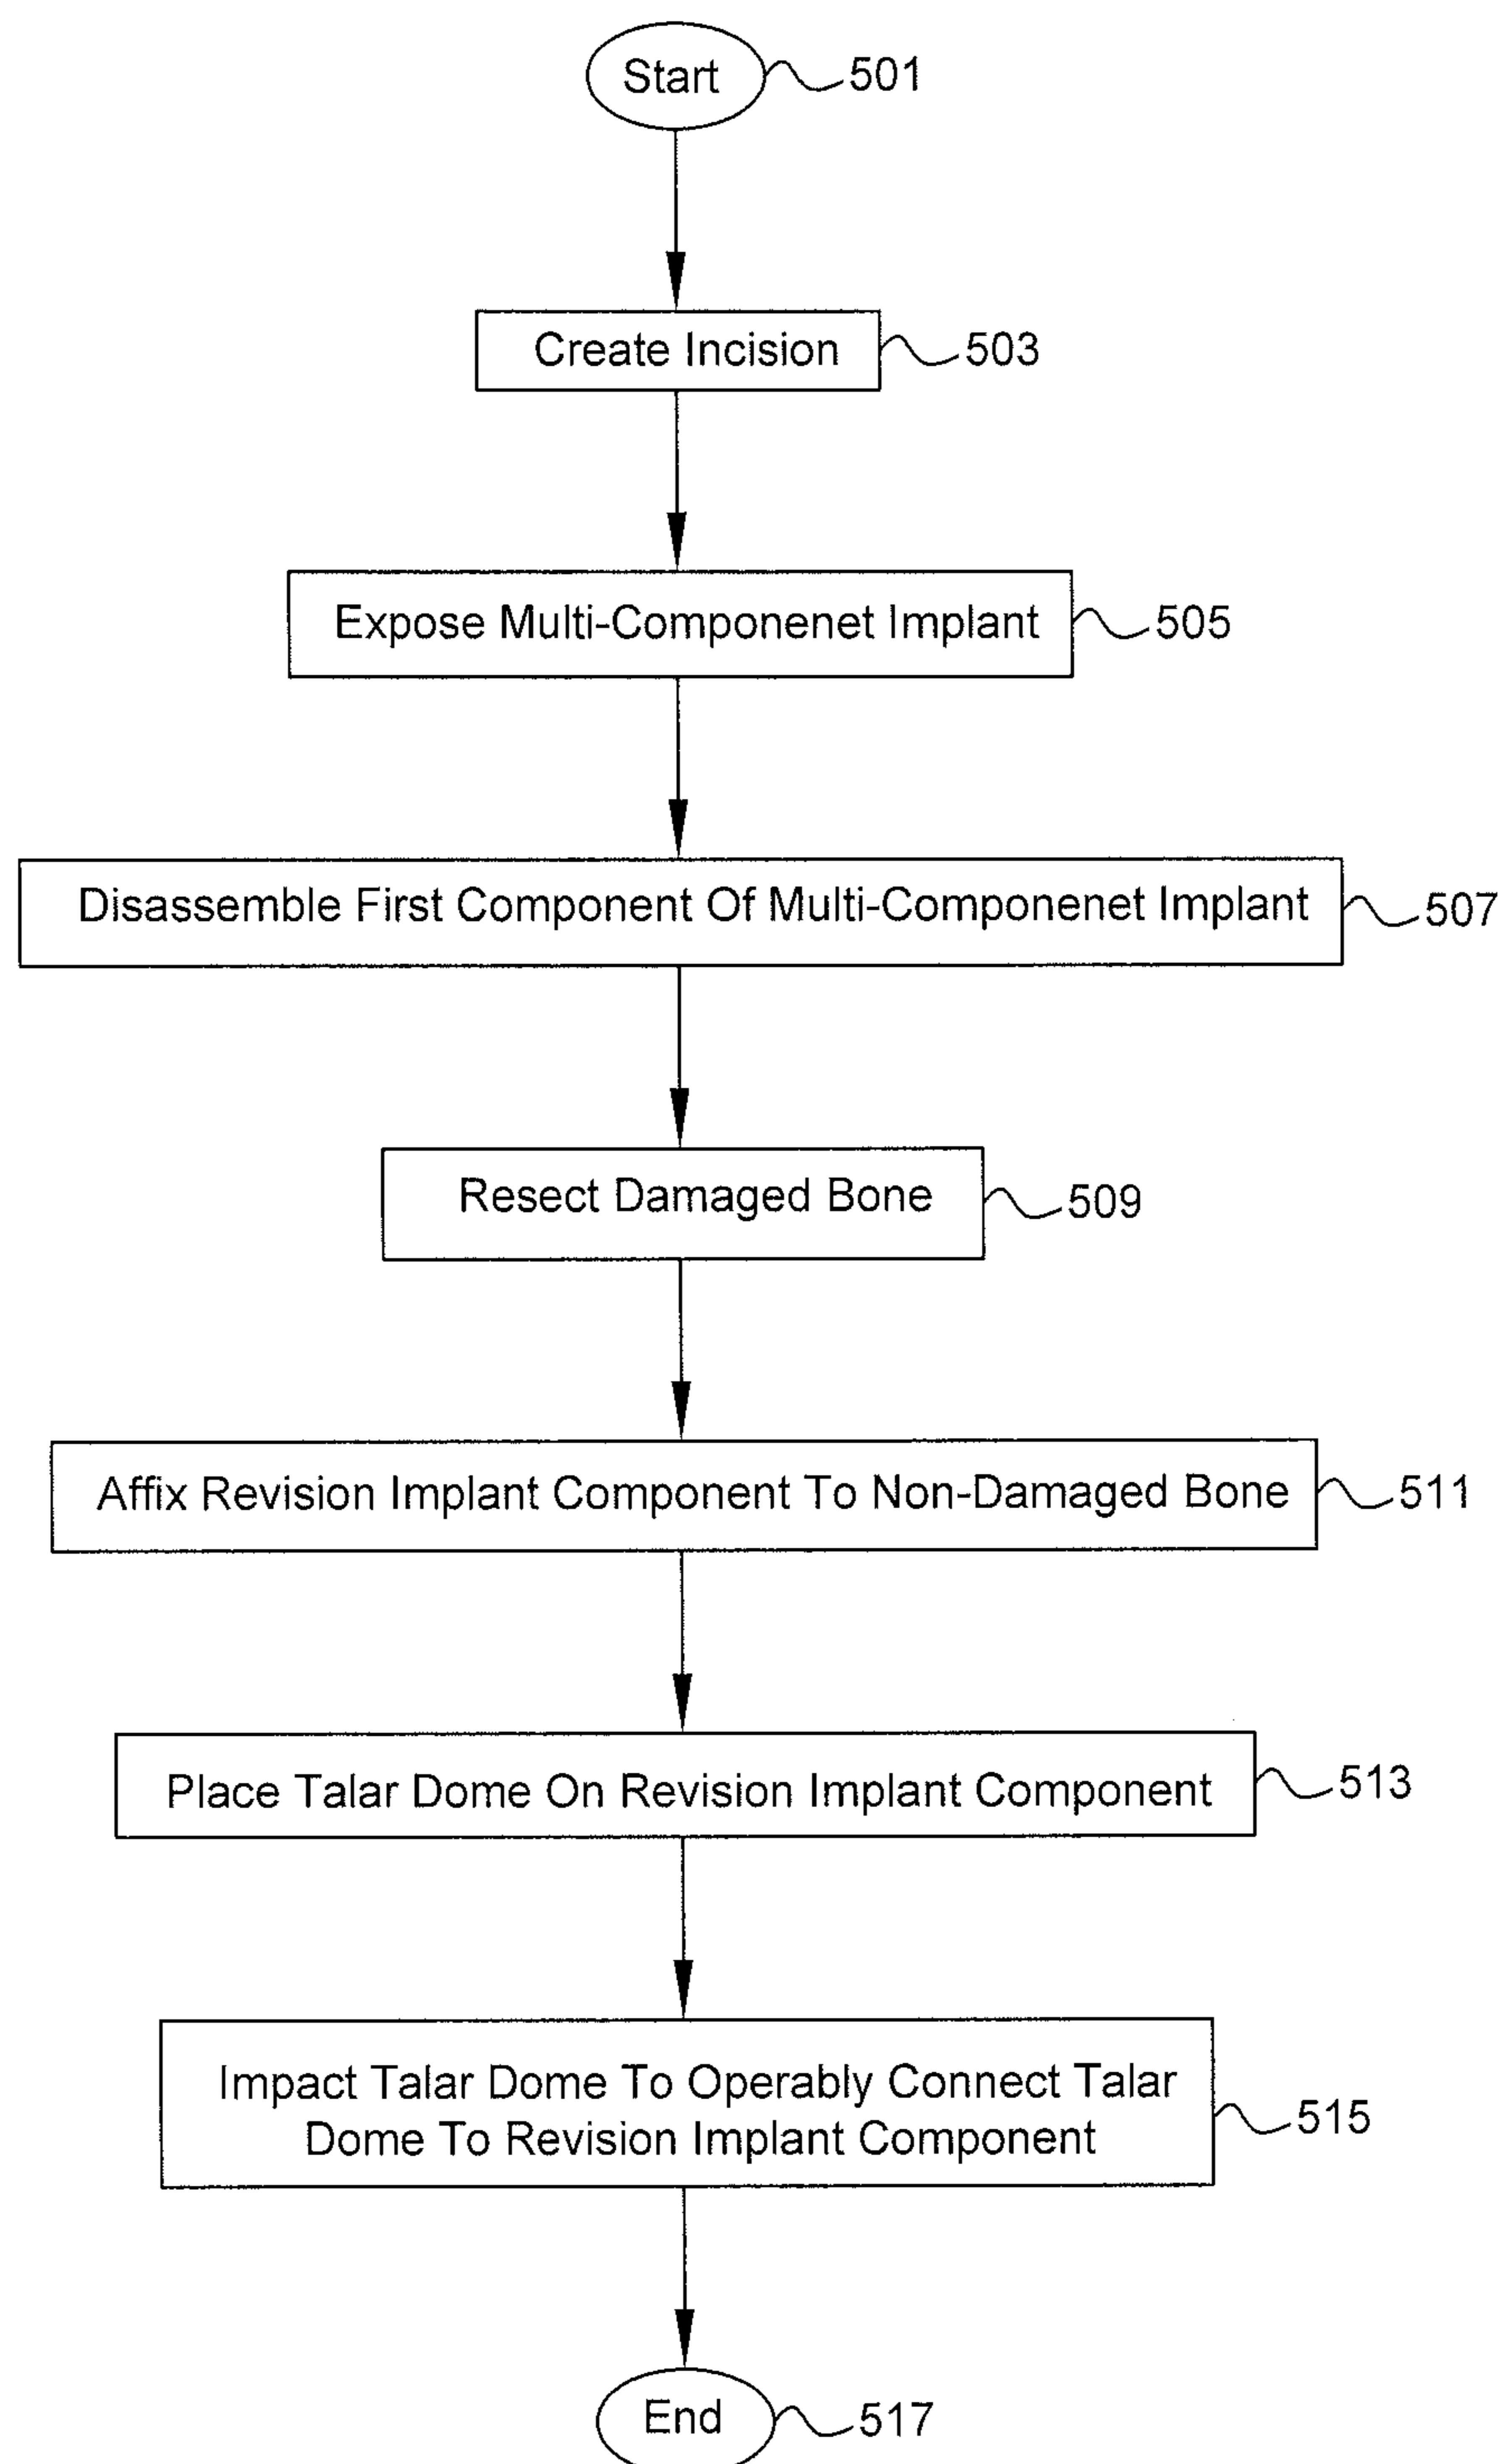 Start 501
Create Incision 503
Expose Multi-Componenet Implant 505
Disassemble First Component Of Multi-Componenet Implant 507
Resect Damaged Bone 509
Affix Revision Implant Component To Non-Damaged Bone 511
Place Talar Dome On Revision Implant Component 513
Impact Talar Dome To Operably Connect Talar
Dome To Revision Implant Component 515
End 517